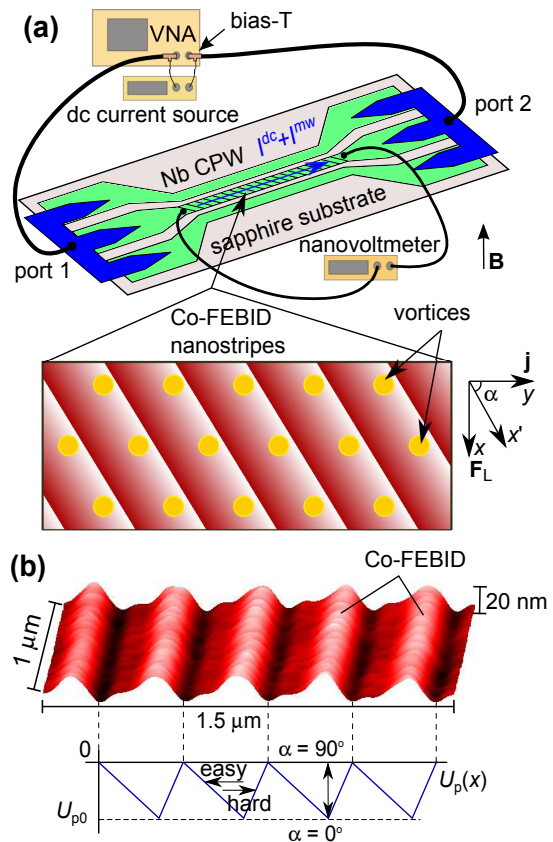 (a)
VNA
bias-T
dc current source
port 2
Nb CPW
I^dc+I^mw
sapphire substrate
nanovoltmeter
port 1
B
Co-FEBID
nanostripes
vortices
j
α
y
x
x'
F_L
(b)
Co-FEBID
20 nm
1 μm
1.5 μm
0
α = 90°
easy
hard
U_p(x)
U_p0
α = 0°